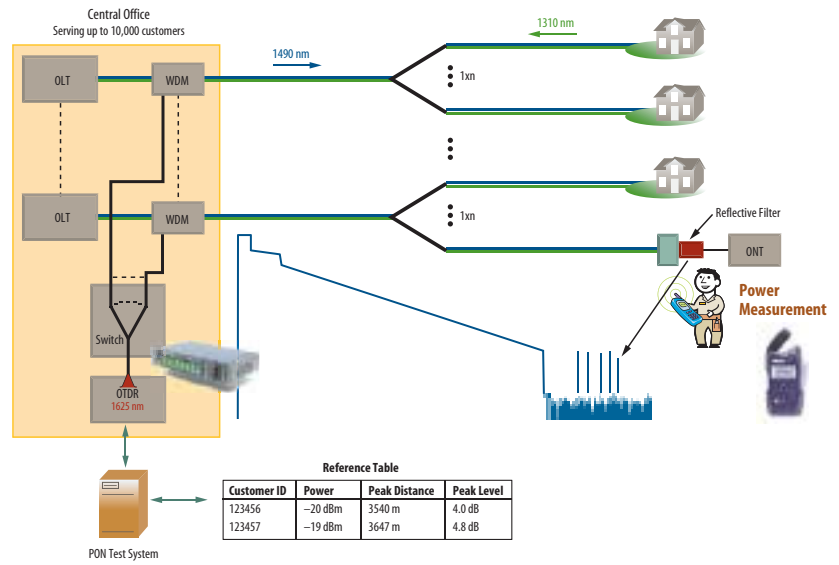 Central Office
Serving up to 10,000 customers
OLT
WDM
1490 nm
1310 nm
1xn
OLT
WDM
1xn
Reflective Filter
ONT
Power
Measurement
Switch
OTDR
1625 nm
PON Test System
Reference Table
Customer ID Power Peak Distance Peak Level
123456 –20 dBm 3540 m 4.0 dB
123457 –19 dBm 3647 m 4.8 dB